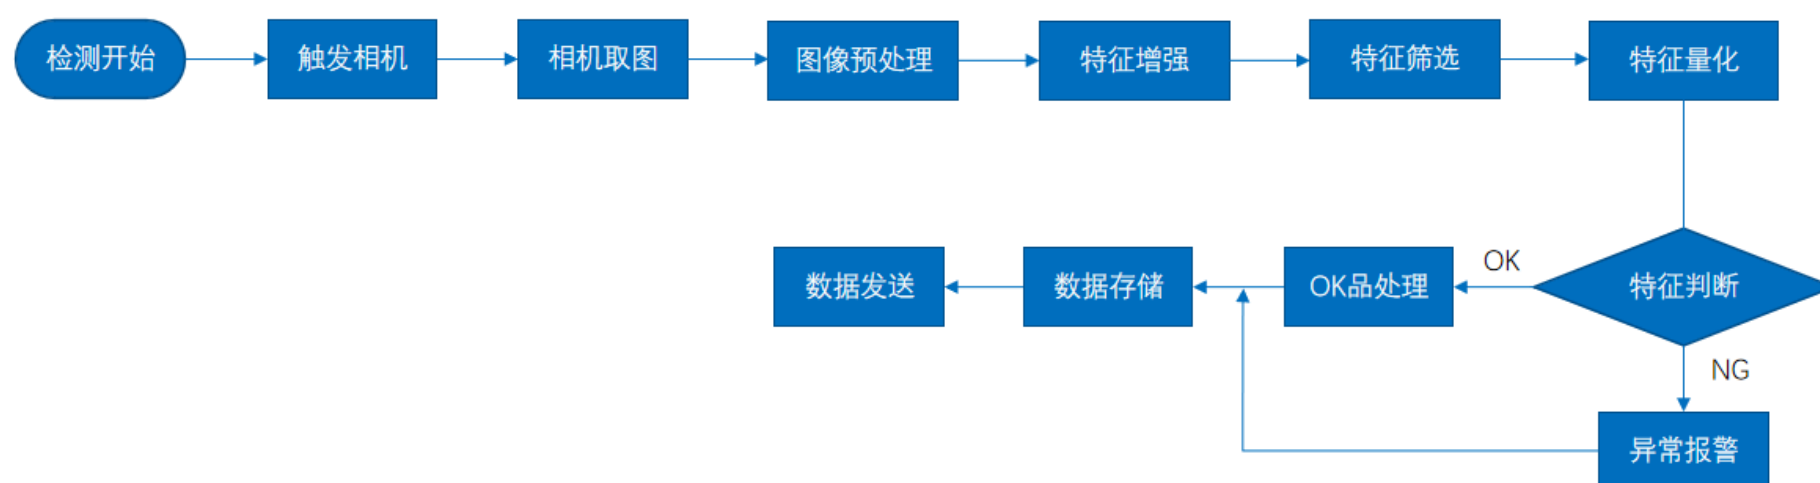 检测开始
触发相机
相机取图
图像预处理
特征增强
特征筛选
特征量化
数据发送
数据存储
OK品处理
OK
特征判断
NG
异常报警